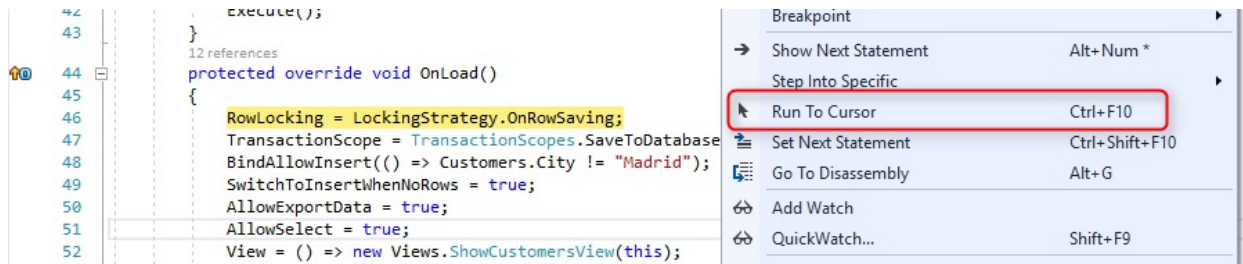 42 Execute();
43 }
12 references
44 protected override void OnLoad()
45 {
46 RowLocking = LockingStrategy.OnRowSaving;
47 TransactionScope = TransactionScopes.SaveToDatabase
48 BindAllowInsert(() => Customers.City != "Madrid");
49 SwitchToInsertWhenNoRows = true;
50 AllowExportData = true;
51 AllowSelect = true;
52 View = () => new Views.ShowCustomersView(this);
Breakpoint
Show Next Statement Alt+Num *
Step Into Specific
Run To Cursor Ctrl+F10
Set Next Statement Ctrl+Shift+F10
Go To Disassembly Alt+G
Add Watch
QuickWatch... Shift+F9